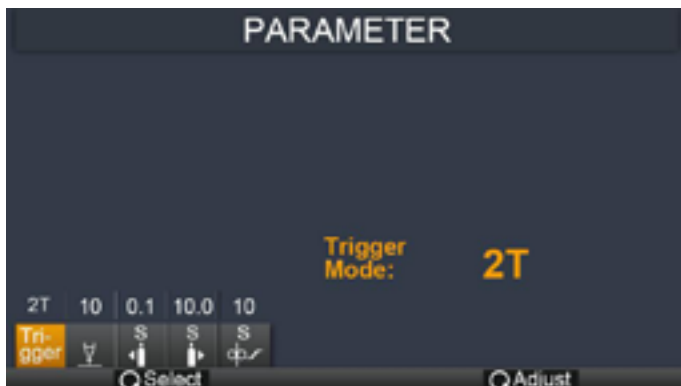 PARAMETER
Trigger
Mode: 2T
2T 10 0.1 10.0 10
Tri-
gger S S S
Select Adjust